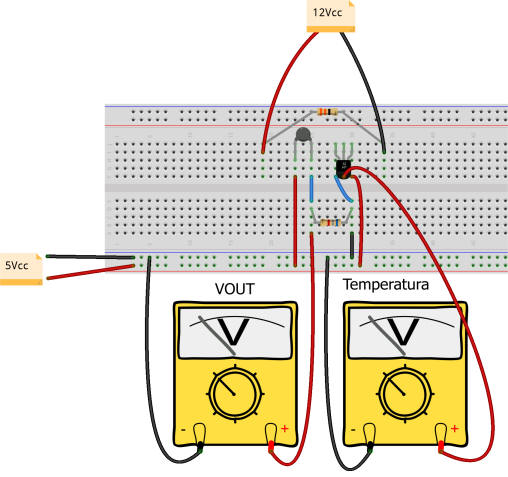 12Vcc
5Vcc
VOUT
Temperatura
V
V
-
+
-
+